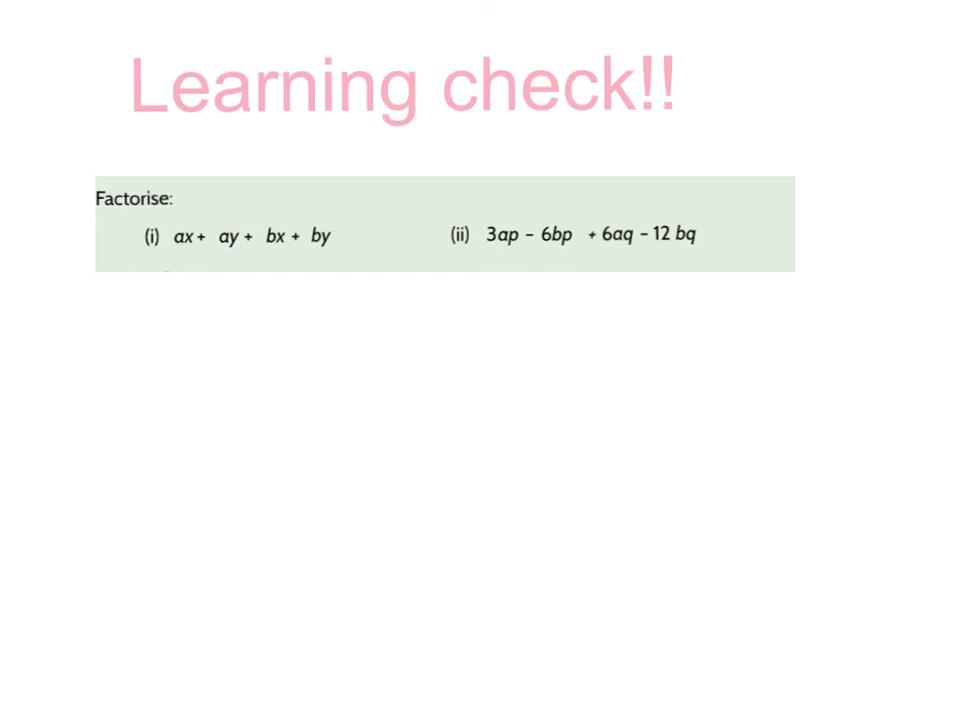 Learning check!!
Factorise:
(i) ax + ay + bx + by (ii) 3ap - 6bp + 6aq - 12 bq